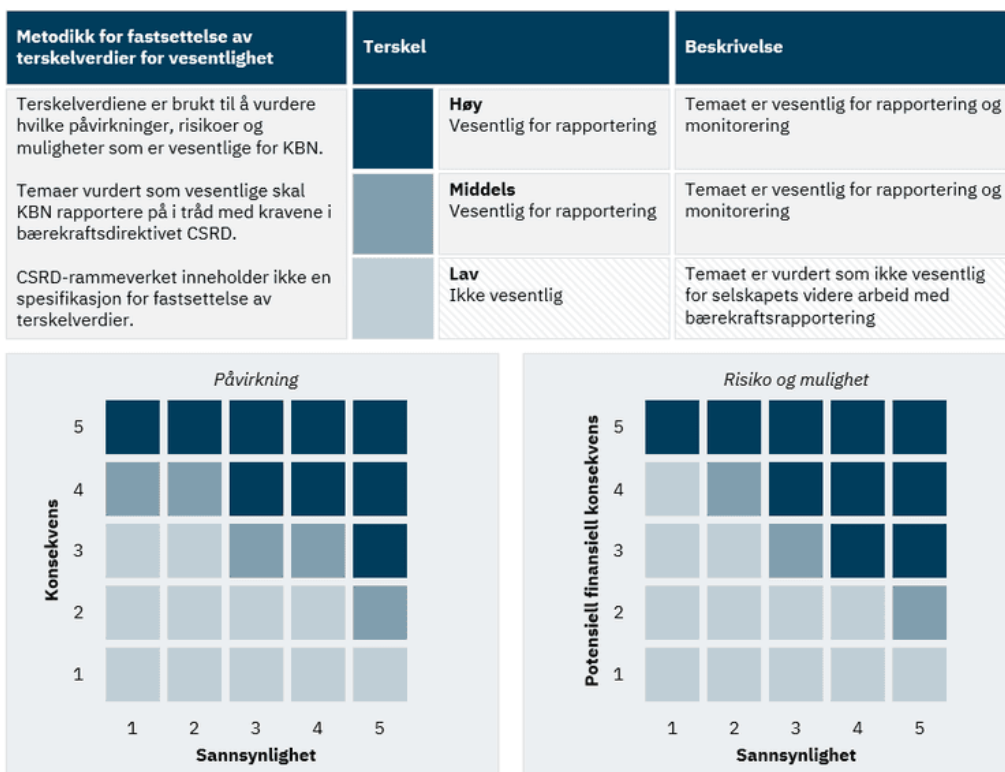 Metodikk for fastsettelse av
terskelverdier for vesentlighet
Terskel
Beskrivelse
Terskelverdiene er brukt til å vurdere
hvilke påvirkninger, risikoer og
muligheter som er vesentlige for KBN.
Temaer vurdert som vesentlige skal
KBN rapportere på i tråd med kravene i
bærekraftsdirektivet CSRD.
CSRD-rammeverket inneholder ikke en
spesifikasjon for fastsettelse av
terskelverdier.
Høy
Vesentlig for rapportering
Temaet er vesentlig for rapportering og
monitorering
Middels
Vesentlig for rapportering
Temaet er vesentlig for rapportering og
monitorering
Lav
Ikke vesentlig
Temaet er vurdert som ikke vesentlig
for selskapets videre arbeid med
bærekraftsrapportering
Påvirkning
Konsekvens
5
4
3
2
1
1 2 3 4 5
Sannsynlighet
Risiko og mulighet
Potensiell finansiell konsekvens
5
4
3
2
1
1 2 3 4 5
Sannsynlighet